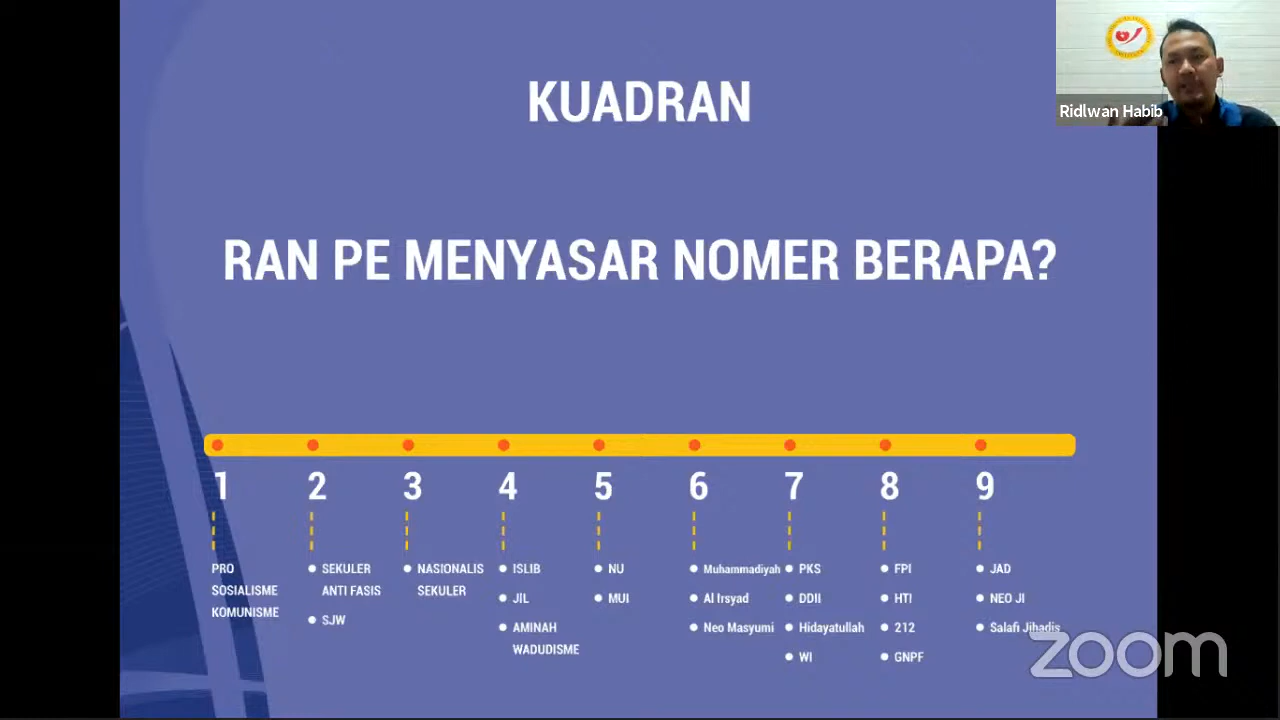 KUADRAN
Ridlwan Habib
RAN PE MENYASAR NOMER BERAPA?
1 2 3 4 5 6 7 8 9
PRO
SOSIALISME
KOMUNISME
SEKULER
ANTI FASIS
SJW
NASIONALIS
SEKULER
ISLIB
JIL
AMINAH
WADUDISME
NU
MUI
Muhammadiyah
Al Irsyad
Neo Masyumi
PKS
DDII
Hidayatullah
WI
FPI
HTI
212
GNPF
JAD
NEO JI
Salafi Jihadis
zoom